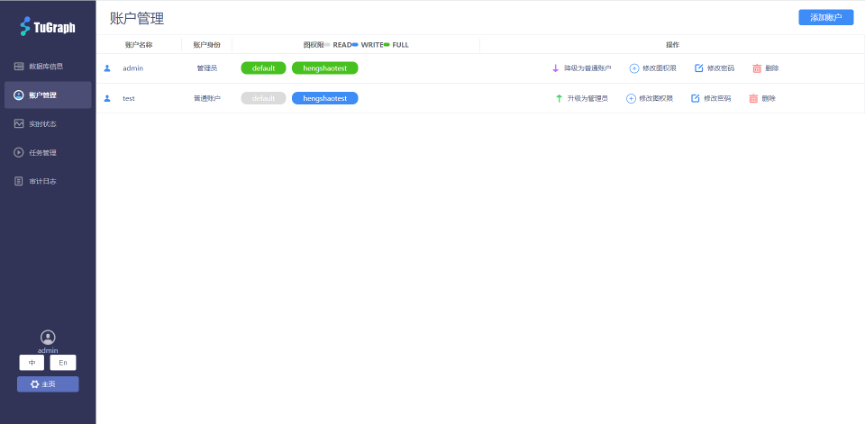 TuGraph
数据库信息
账户管理
实时状态
任务管理
审计日志
admin
中 En
主页
账户管理
添加账户
账户名称 账户身份 图权限 READ WRITE FULL 操作
admin 管理员 default hengshaotest 降级为普通账户 修改图权限 修改密码 删除
test 普通账户 default hengshaotest 升级为管理员 修改图权限 修改密码 删除